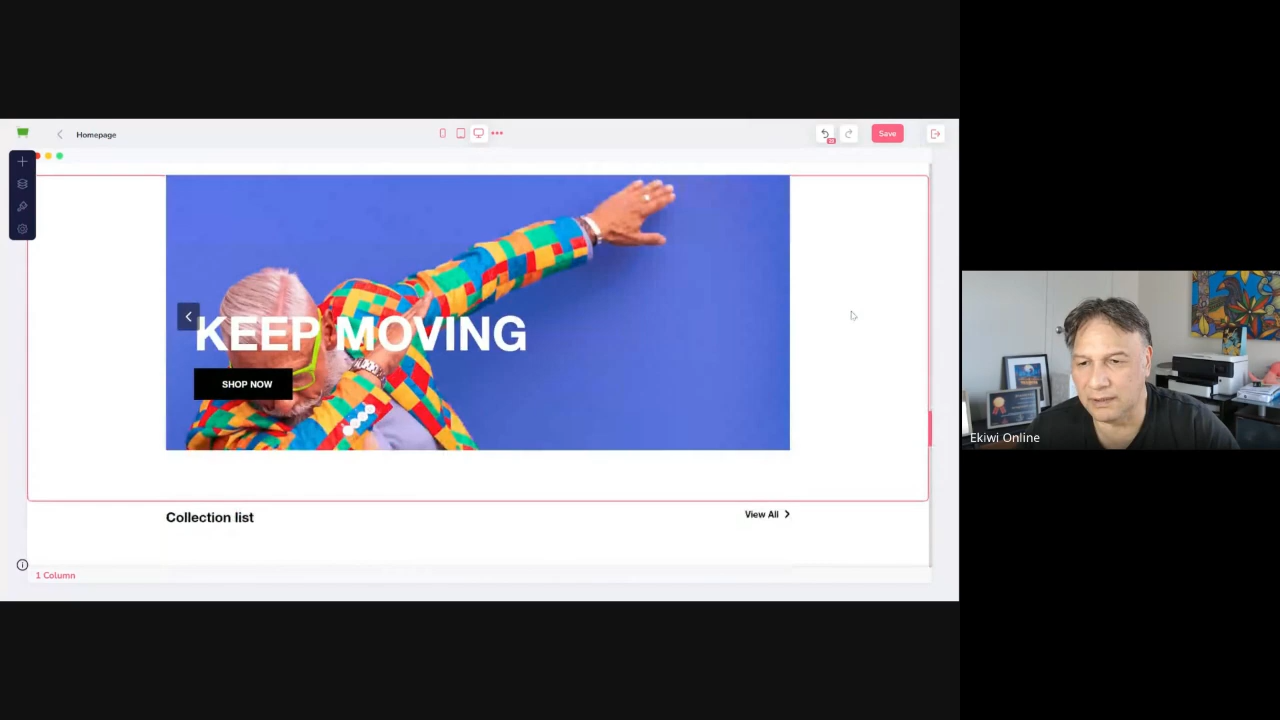 Homepage
Save
KEEP MOVING
SHOP NOW
Collection list
View All
1 Column
Ekiwi Online